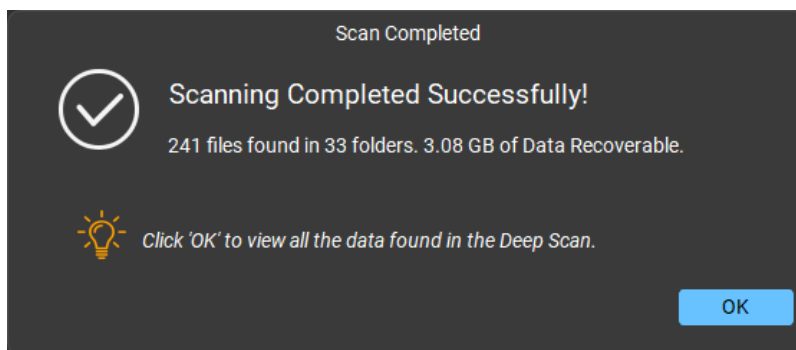 Scan Completed
Scanning Completed Successfully!
241 files found in 33 folders. 3.08 GB of Data Recoverable.
Click 'OK' to view all the data found in the Deep Scan.
OK